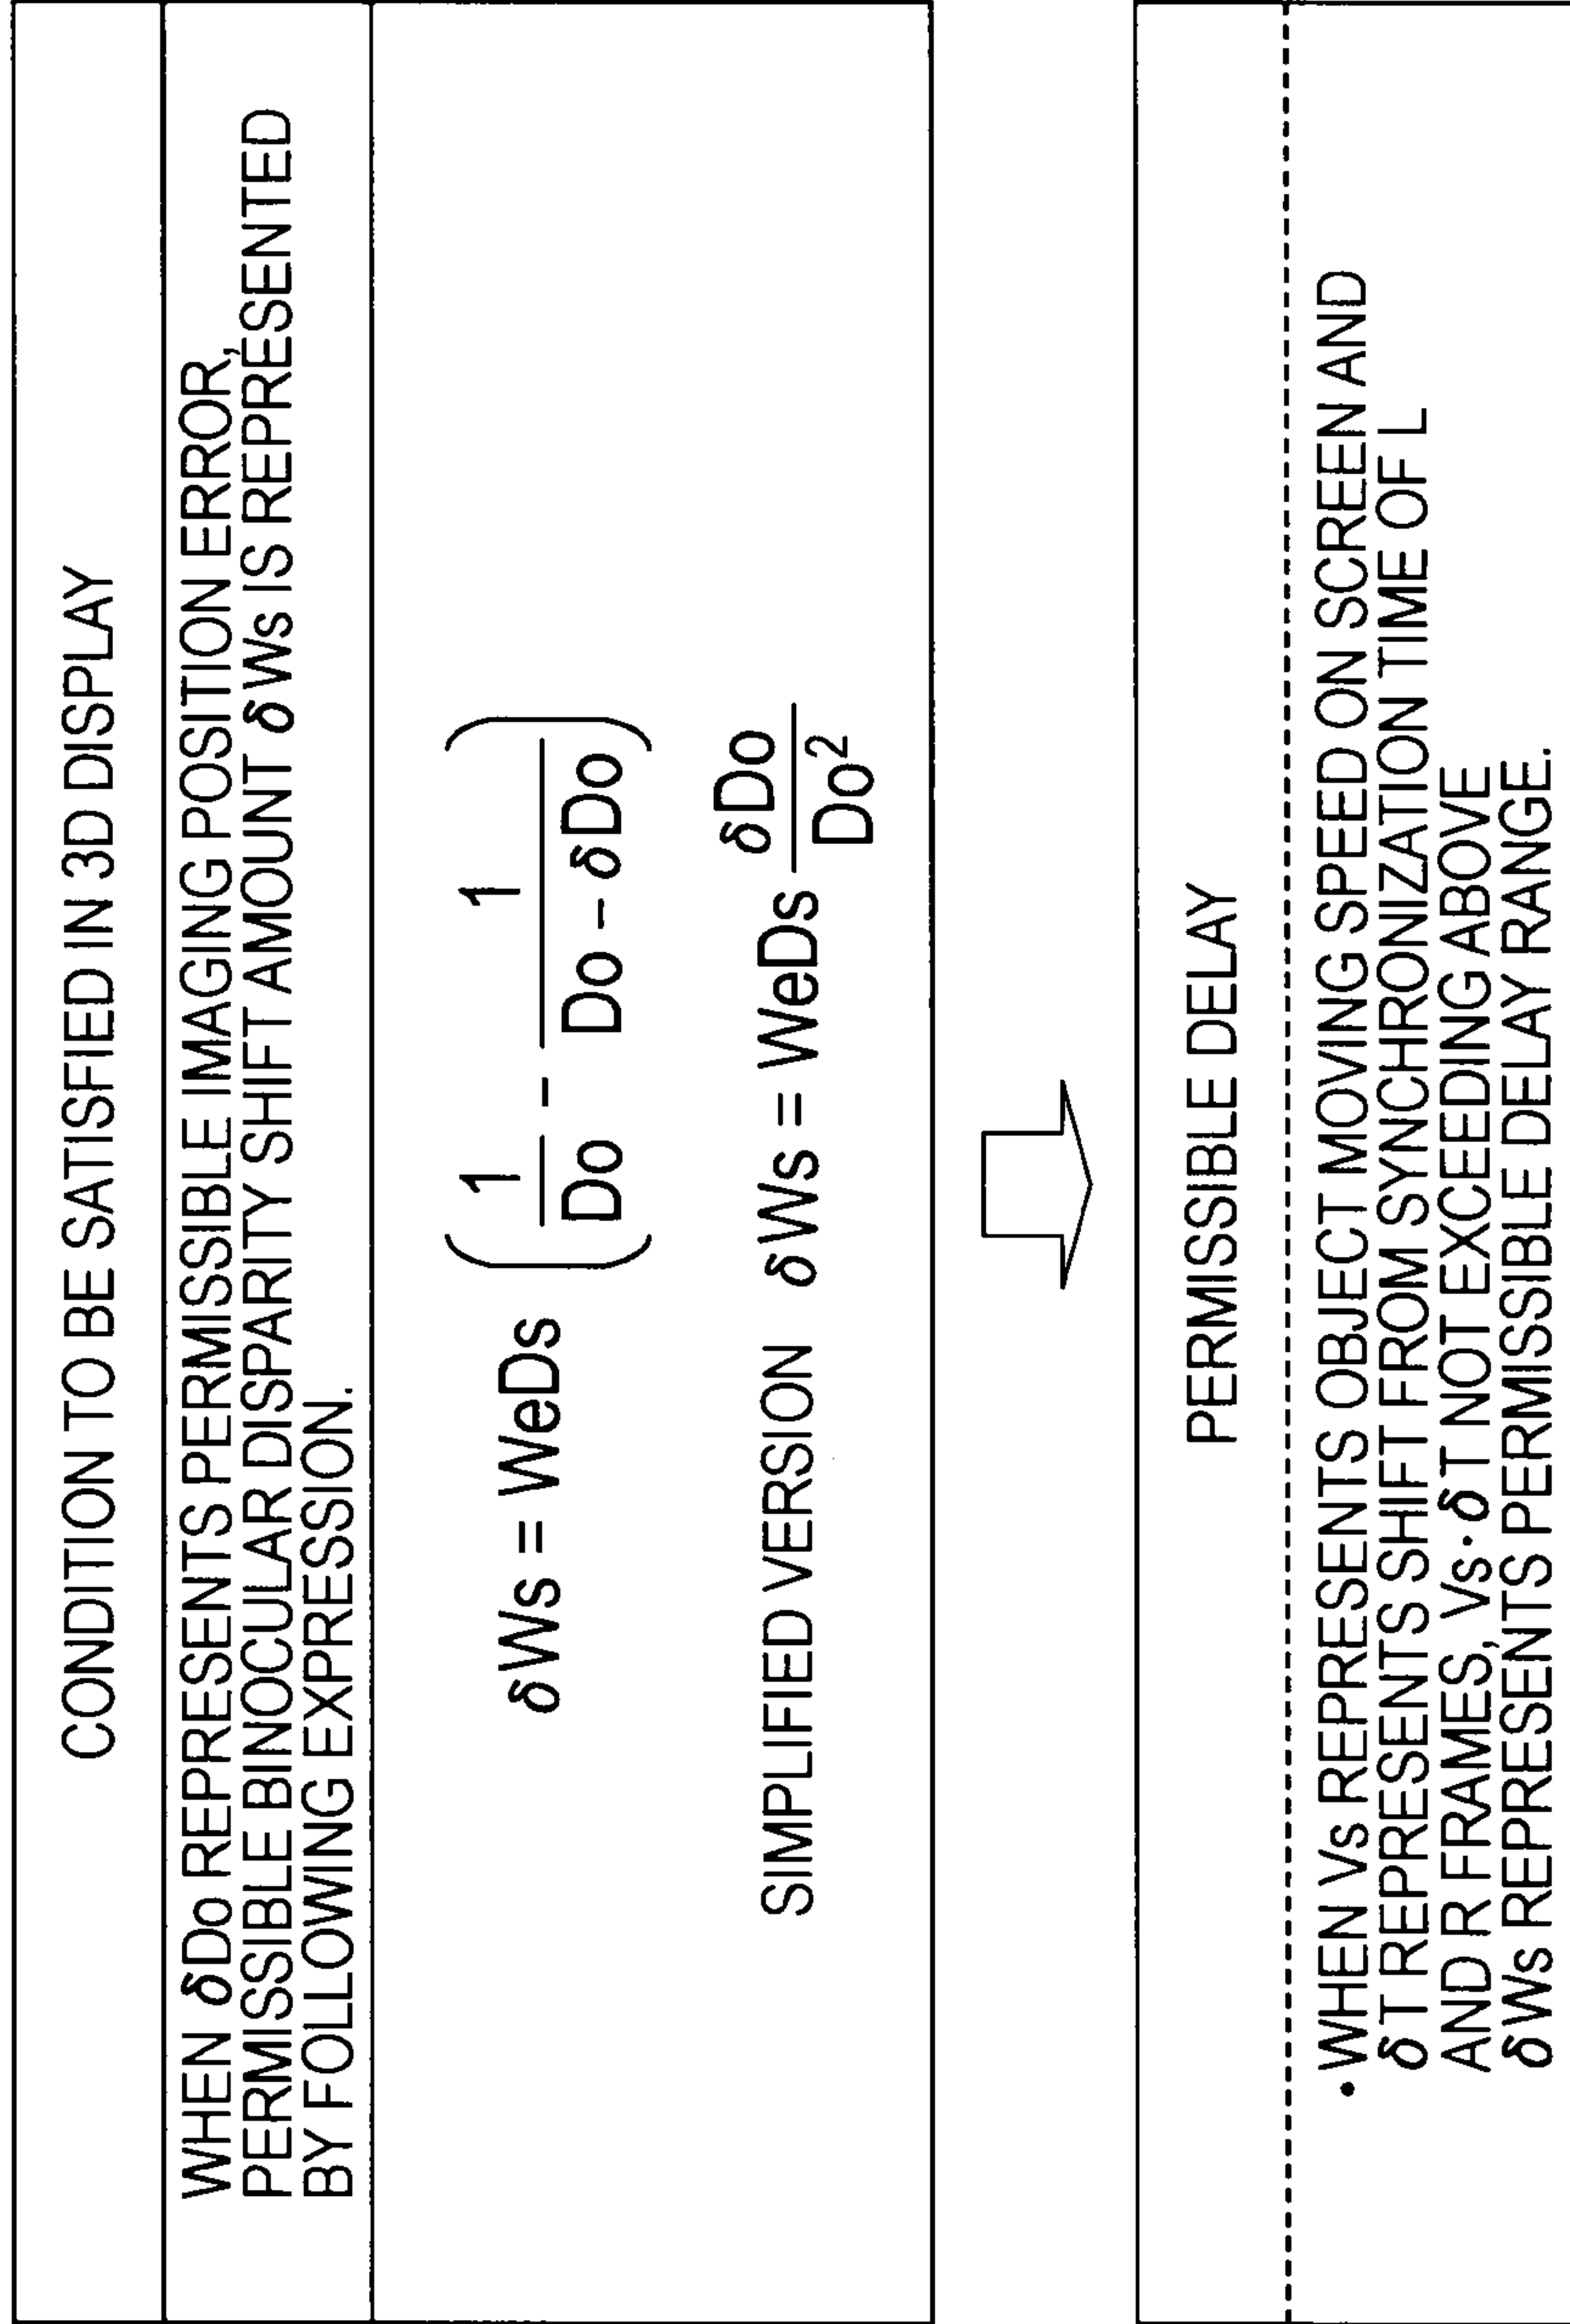 CONDITION TO BE SATISFIED IN 3D DISPLAY
WHEN δDo REPRESENTS PERMISSIBLE IMAGING POSITION ERROR,
PERMISSIBLE BINOCULAR DISPARITY SHIFT AMOUNT δWs IS REPRESENTED
BY FOLLOWING EXPRESSION.
δWs = WeDs (1/Do - 1/(Do - δDo))
SIMPLIFIED VERSION δWs = WeDs δDo/Do²
PERMISSIBLE DELAY
• WHEN Vs REPRESENTS OBJECT MOVING SPEED ON SCREEN AND
δT REPRESENTS SHIFT FROM SYNCHRONIZATION TIME OF L
AND R FRAMES, Vs·δT NOT EXCEEDING ABOVE
δWs REPRESENTS PERMISSIBLE DELAY RANGE.